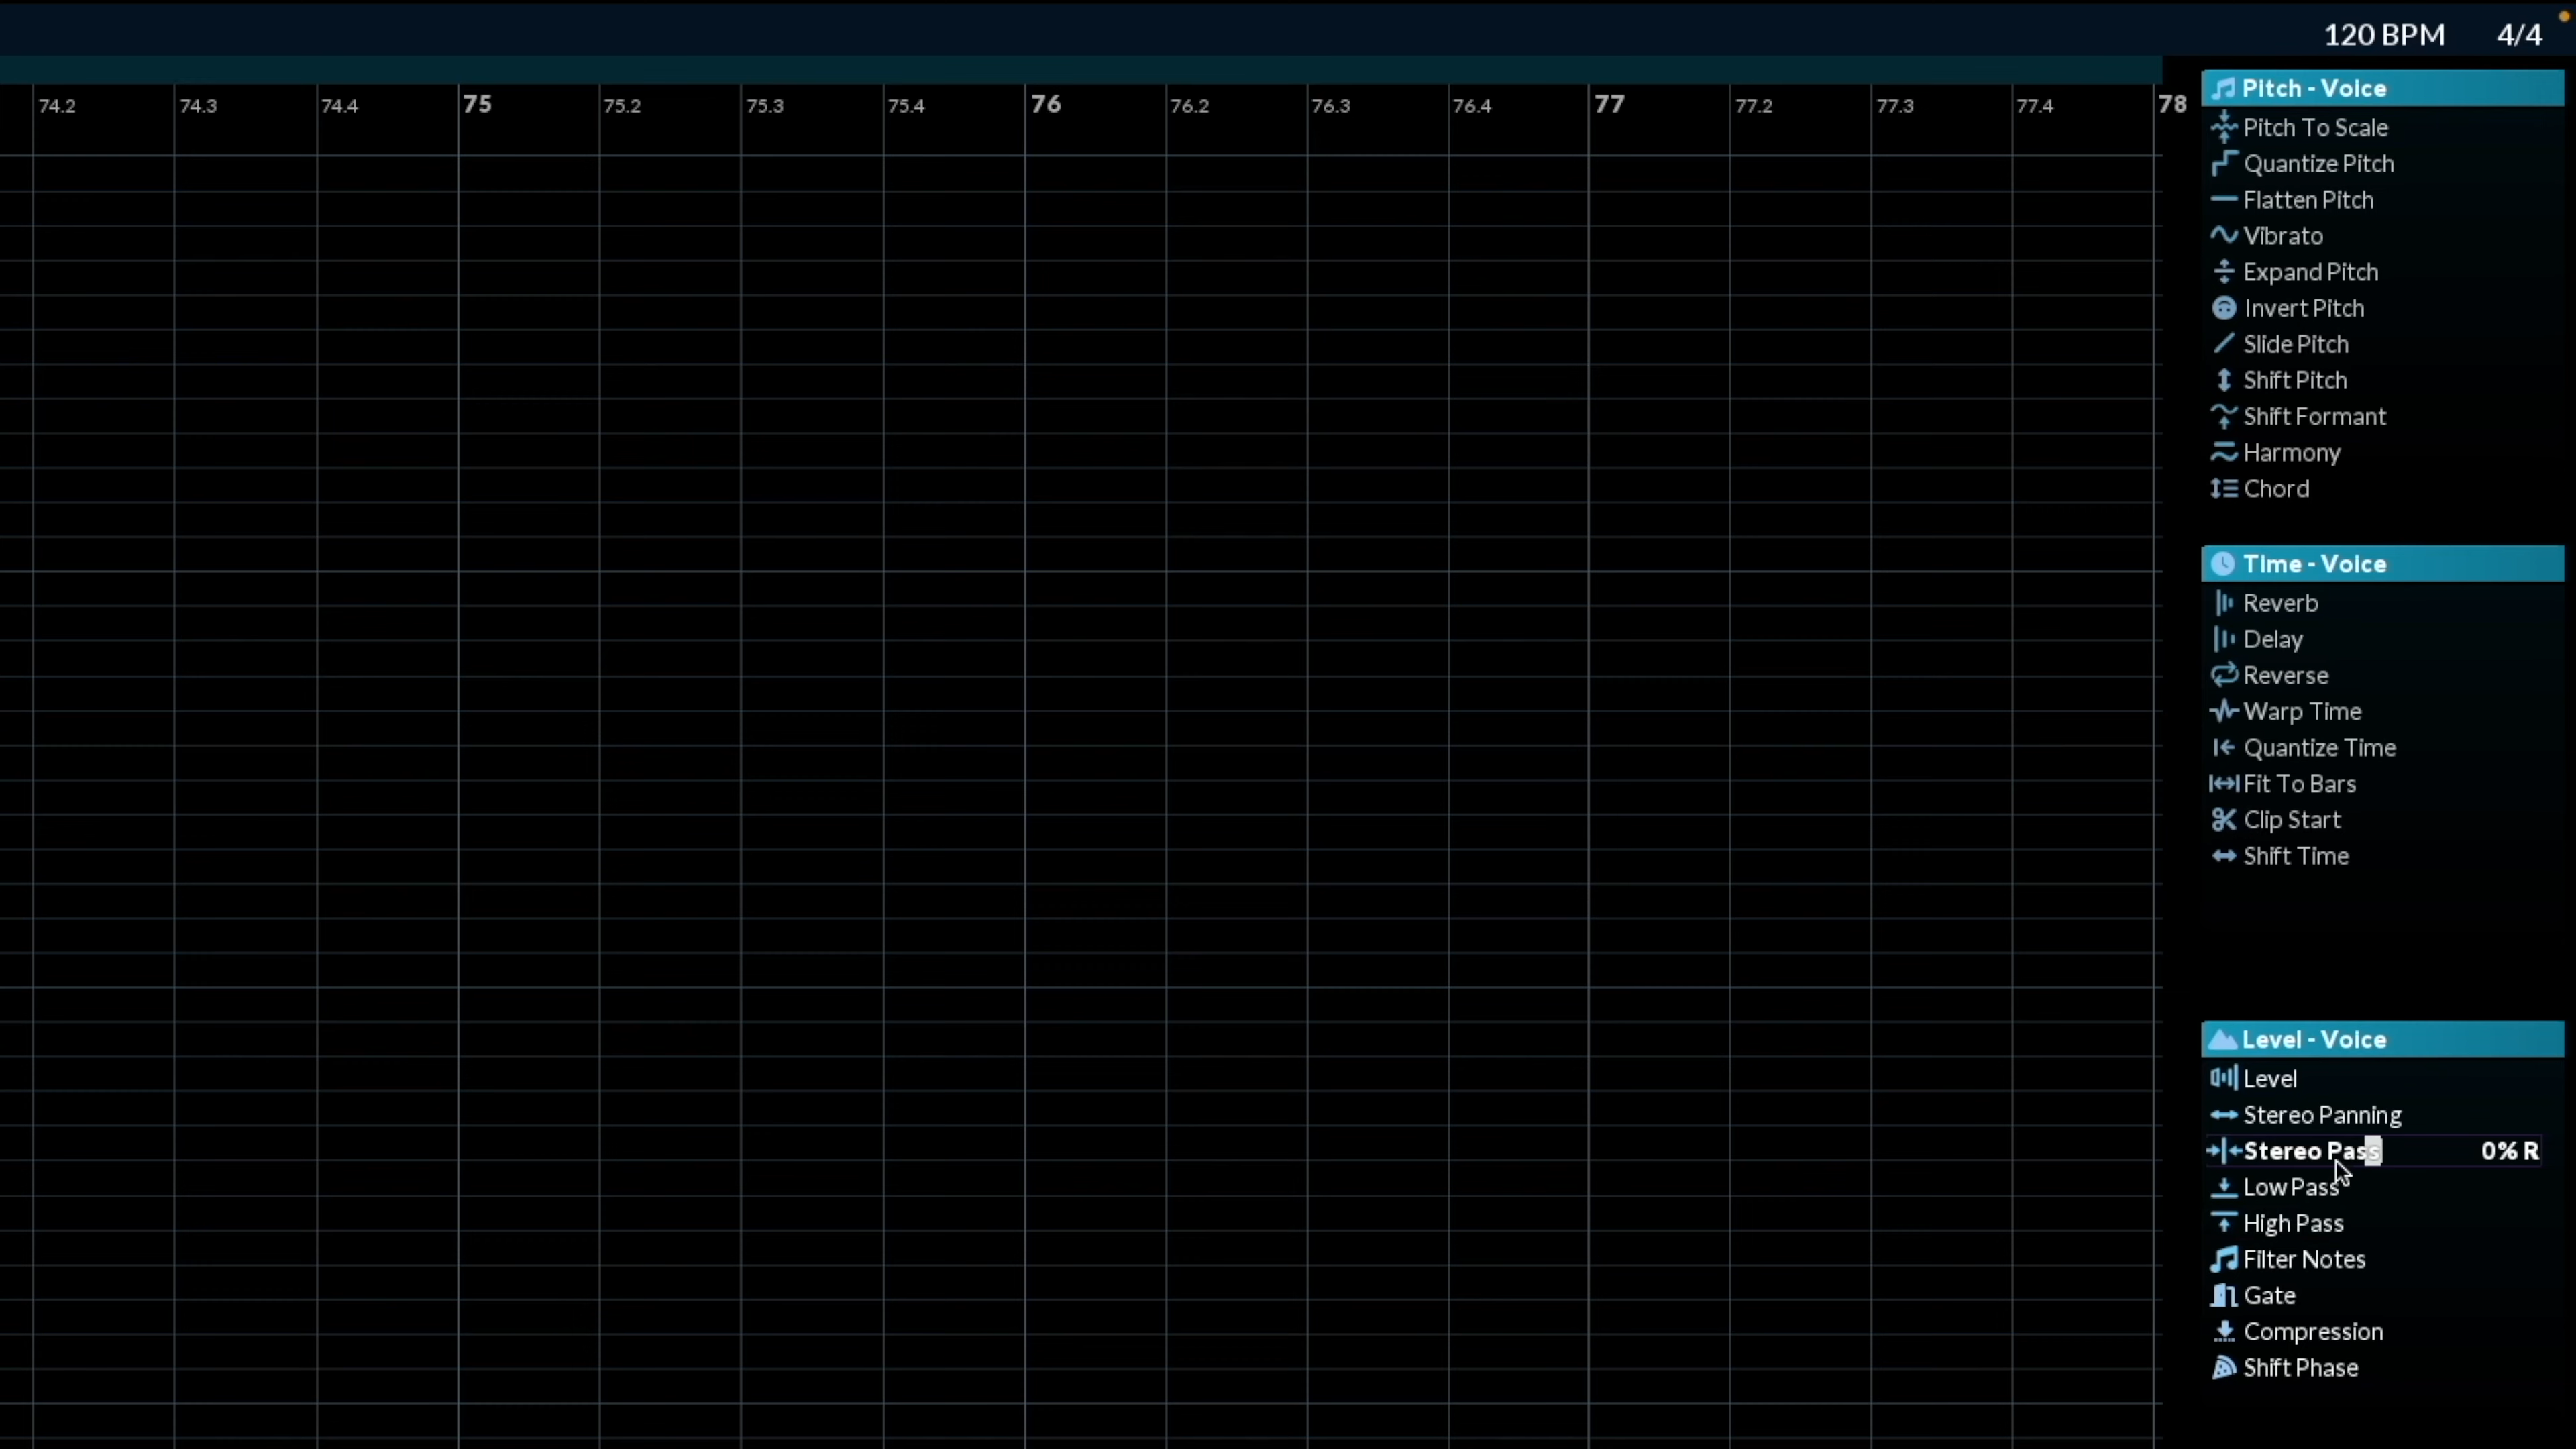 120 BPM 4/4
74.2 74.3 74.4 75 75.2 75.3 75.4 76 76.2 76.3 76.4 77 77.2 77.3 77.4 78
Pitch - Voice
Pitch To Scale
Quantize Pitch
Flatten Pitch
Vibrato
Expand Pitch
Invert Pitch
Slide Pitch
Shift Pitch
Shift Formant
Harmony
Chord
Time - Voice
Reverb
Delay
Reverse
Warp Time
Quantize Time
Fit To Bars
Clip Start
Shift Time
Level - Voice
Level
Stereo Panning
Stereo Pass 0% R
Low Pass
High Pass
Filter Notes
Gate
Compression
Shift Phase